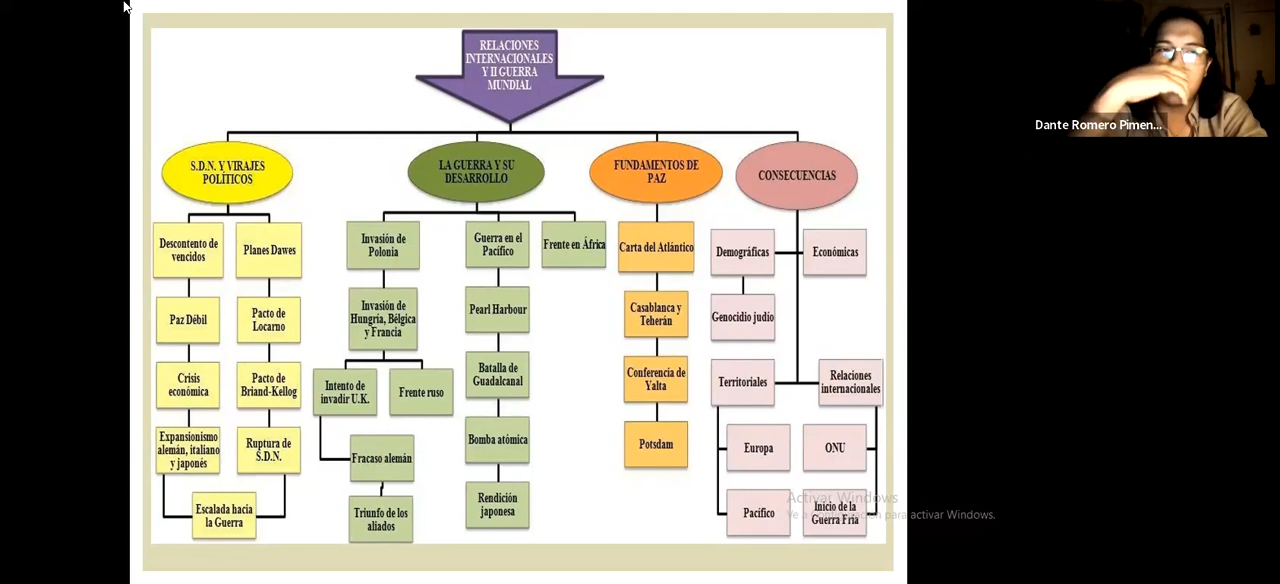 RELACIONES
INTERNACIONALES
Y II GUERRA
MUNDIAL
S.D.N. Y VIRAJES
POLÍTICOS
LA GUERRA Y SU
DESARROLLO
FUNDAMENTOS DE
PAZ
CONSECUENCIAS
Descontento de
vencidos
Paz Débil
Crisis
económica
Expansionismo
alemán, italiano
y japonés
Planes Dawes
Pacto de
Locarno
Pacto de
Briand-Kellog
Ruptura de
S.D.N.
Escalada hacia
la Guerra
Invasión de
Polonia
Invasión de
Hungría, Bélgica
y Francia
Intento de
invadir U.K.
Frente ruso
Fracaso alemán
Triunfo de los
aliados
Guerra en el
Pacífico
Pearl Harbour
Batalla de
Guadalcanal
Bomba atómica
Rendición
japonesa
Frente en África
Carta del Atlántico
Casablanca y
Teherán
Conferencia de
Yalta
Potsdam
Demográficas
Económicas
Genocidio judío
Territoriales
Relaciones
internacionales
Europa
Pacífico
ONU
Inicio de la
Guerra Fría
Activar Windows
Ve a Configuración para activar Windows.
Dante Romero Pimen...